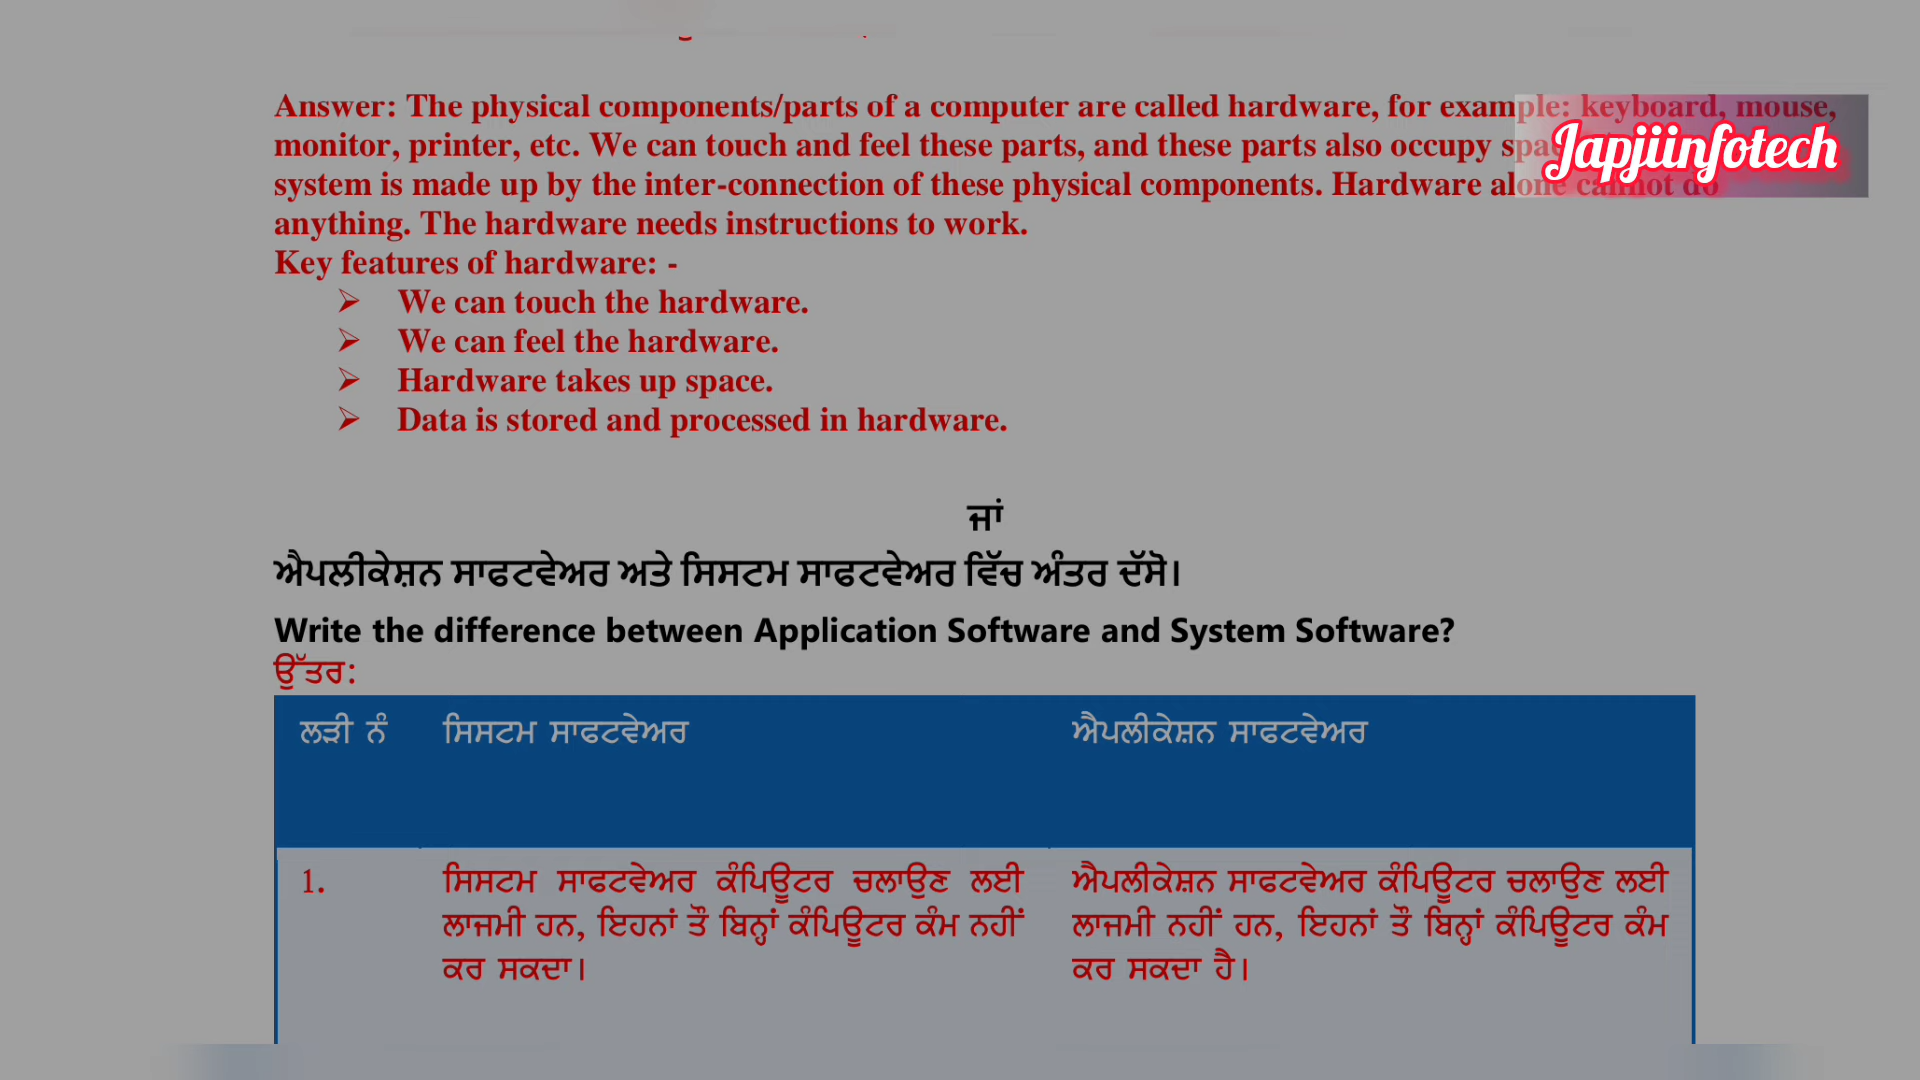 Answer: The physical components/parts of a computer are called hardware, for example: keyboard, mouse,
Japjiinfotech
monitor, printer, etc. We can touch and feel these parts, and these parts also occupy
system is made up by the inter-connection of these physical components. Hardware alone cannot do
anything. The hardware needs instructions to work.
Key features of hardware: -
➢ We can touch the hardware.
➢ We can feel the hardware.
➢ Hardware takes up space.
➢ Data is stored and processed in hardware.
ਜਾਂ
ਐਪਲੀਕੇਸ਼ਨ ਸਾਫਟਵੇਅਰ ਅਤੇ ਸਿਸਟਮ ਸਾਫਟਵੇਅਰ ਵਿੱਚ ਅੰਤਰ ਦੱਸੋ।
Write the difference between Application Software and System Software?
ਉੱਤਰ:
ਲੜੀ ਨੰ ਸਿਸਟਮ ਸਾਫਟਵੇਅਰ ਐਪਲੀਕੇਸ਼ਨ ਸਾਫਟਵੇਅਰ
1.
ਸਿਸਟਮ ਸਾਫਟਵੇਅਰ ਕੰਪਿਊਟਰ ਚਲਾਉਣ ਲਈ
ਲਾਜਮੀ ਹਨ, ਇਹਨਾਂ ਤੋਂ ਬਿਨ੍ਹਾਂ ਕੰਪਿਊਟਰ ਕੰਮ ਨਹੀਂ
ਕਰ ਸਕਦਾ।
ਐਪਲੀਕੇਸ਼ਨ ਸਾਫਟਵੇਅਰ ਕੰਪਿਊਟਰ ਚਲਾਉਣ ਲਈ
ਲਾਜਮੀ ਨਹੀਂ ਹਨ, ਇਹਨਾਂ ਤੋਂ ਬਿਨ੍ਹਾਂ ਕੰਪਿਊਟਰ ਕੰਮ
ਕਰ ਸਕਦਾ ਹੈ।